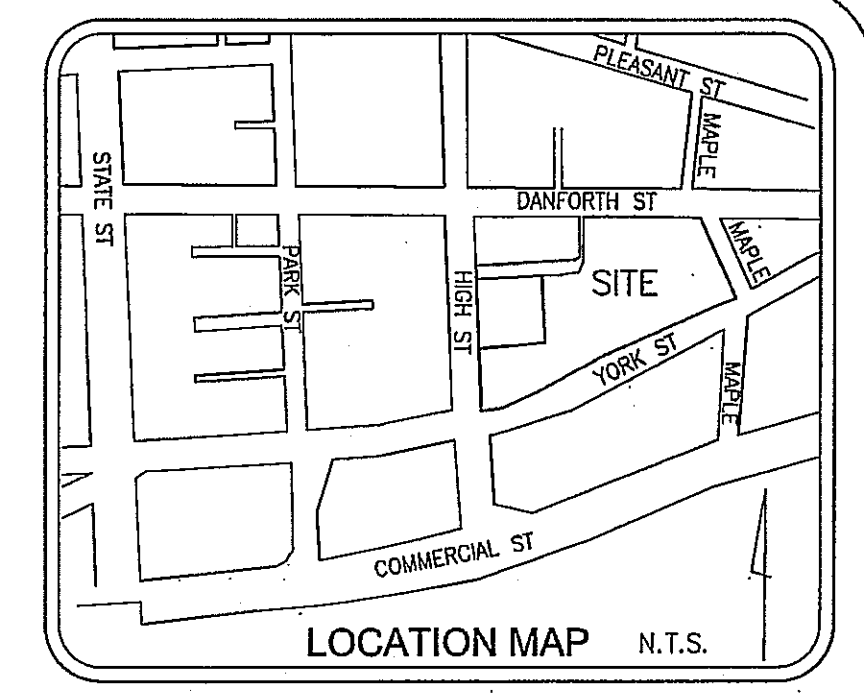 PLEASANT ST
MAPLE
STATE ST
DANFORTH ST
MAPLE
PARK ST
HIGH ST
SITE
YORK ST
MAPLE
COMMERCIAL ST
LOCATION MAP N.T.S.